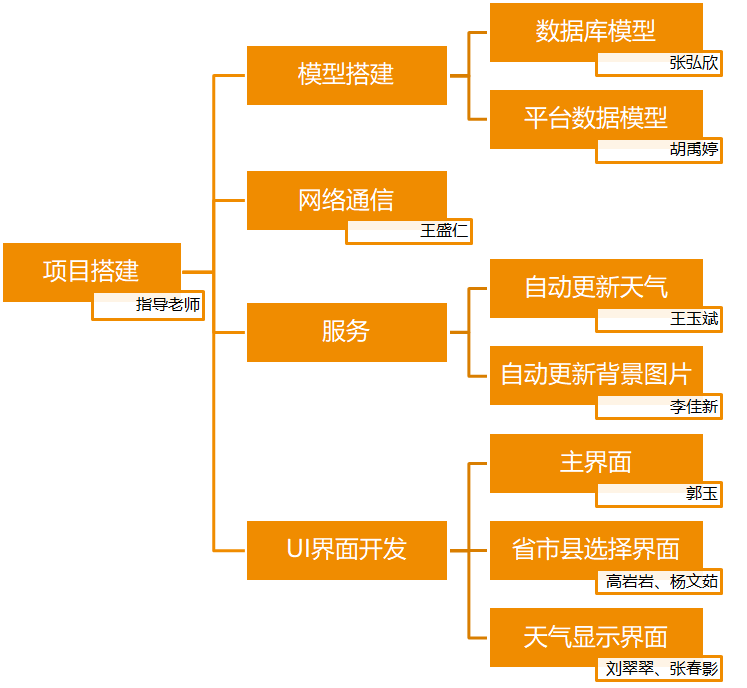 项目搭建
指导老师
模型搭建
数据库模型
张弘欣
平台数据模型
胡禹婷
网络通信
王盛仁
服务
自动更新天气
王玉斌
自动更新背景图片
李佳新
UI界面开发
主界面
郭玉
省市县选择界面
高岩岩、杨文茹
天气显示界面
刘翠翠、张春影